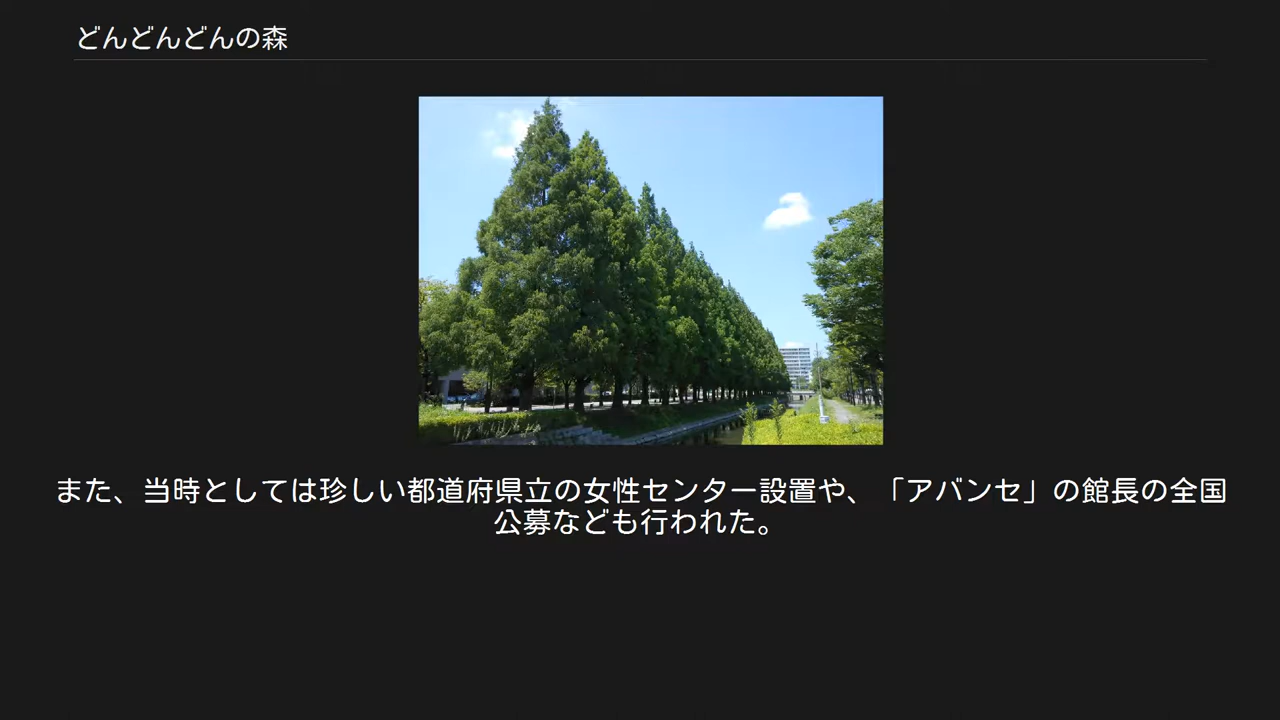 どんどんどんの森
また、当時としては珍しい都道府県立の女性センター設置や、「アバンセ」の館長の全国
公募なども行われた。